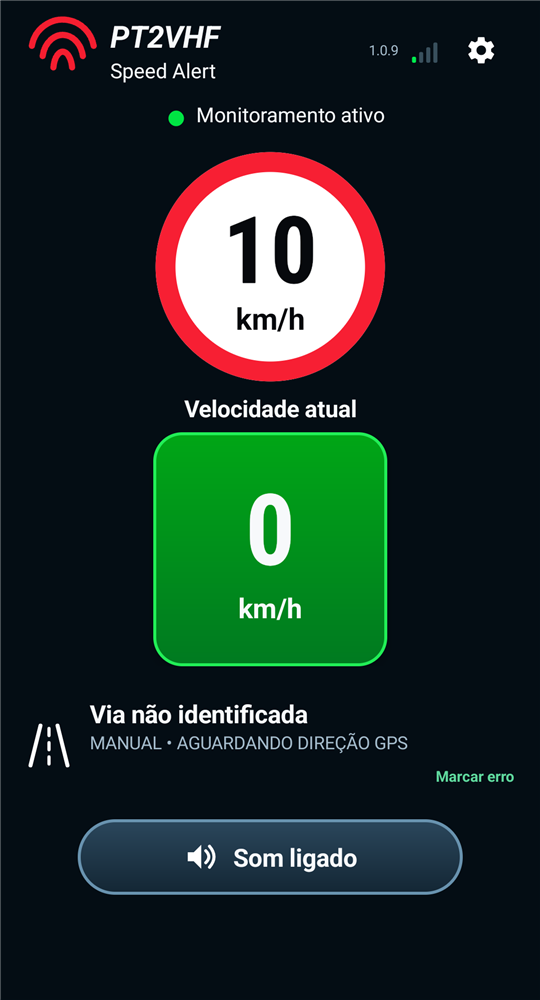 PT2VHF
Speed Alert
1.0.9
Monitoramento ativo
10
km/h
Velocidade atual
0
km/h
Via não identificada
MANUAL • AGUARDANDO DIREÇÃO GPS
Marcar erro
Som ligado